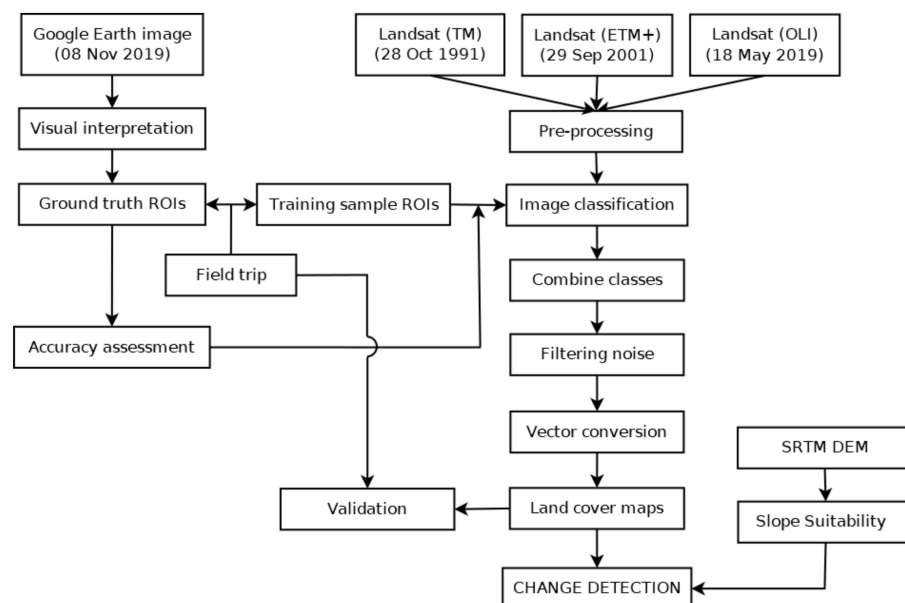 Google Earth image
(08 Nov 2019)
Landsat (TM)
(28 Oct 1991)
Landsat (ETM+)
(29 Sep 2001)
Landsat (OLI)
(18 May 2019)
Visual interpretation
Pre-processing
Ground truth ROIs
Training sample ROIs
Image classification
Field trip
Combine classes
Accuracy assessment
Filtering noise
Vector conversion
SRTM DEM
Validation
Land cover maps
Slope Suitability
CHANGE DETECTION